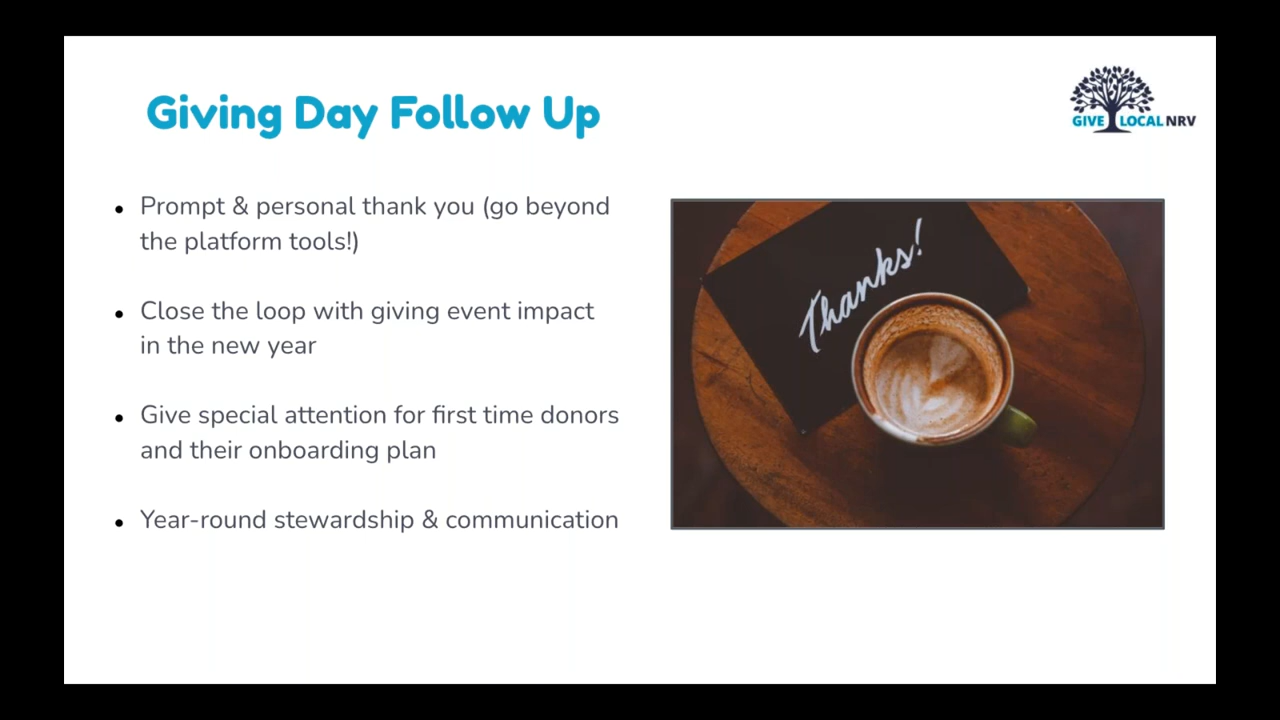 Giving Day Follow Up
GIVE LOCAL NRV
Prompt & personal thank you (go beyond
the platform tools!)
Close the loop with giving event impact
in the new year
Give special attention for first time donors
and their onboarding plan
Year-round stewardship & communication
Thanks!